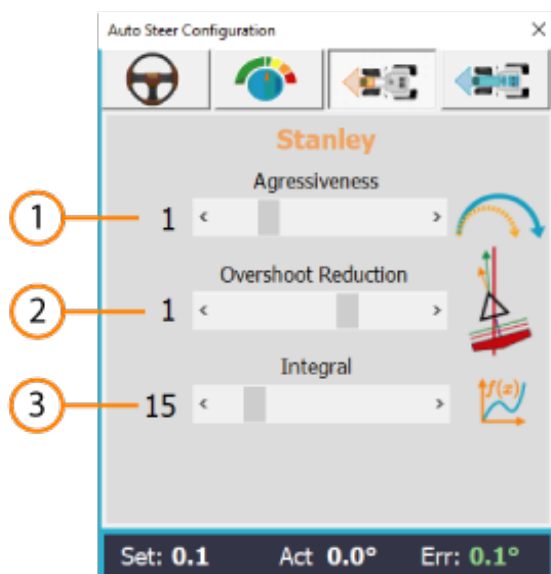 Auto Steer Configuration
Stanley
Agressiveness
1 1
Overshoot Reduction
2 1
Integral
3 15
f(x)
Set: 0.1 Act 0.0° Err: 0.1°